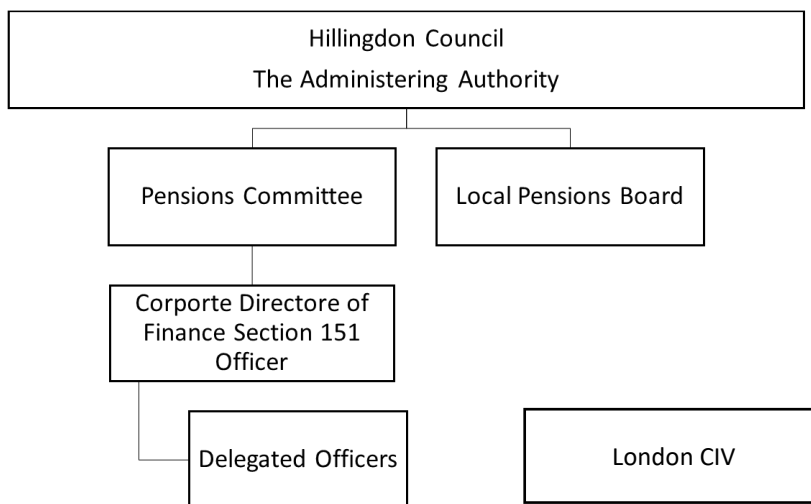 Hillingdon Council
The Administering Authority
Pensions Committee
Local Pensions Board
Corporte Directore of
Finance Section 151
Officer
Delegated Officers
London CIV